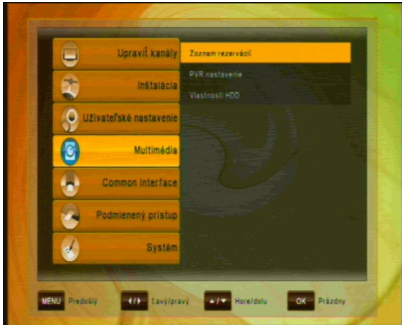 Upraviť kanály
Inštalácia
Užívateľské nastavenie
Multimédia
Common Interface
Podmienený prístup
Systém
Zoznam rezervácií
PVR nastavenie
Vlastnosti HDD
MENU Predošlý
◀/▶ Ľavý/pravý
▲/▼ Hore/dolu
OK Prázdny